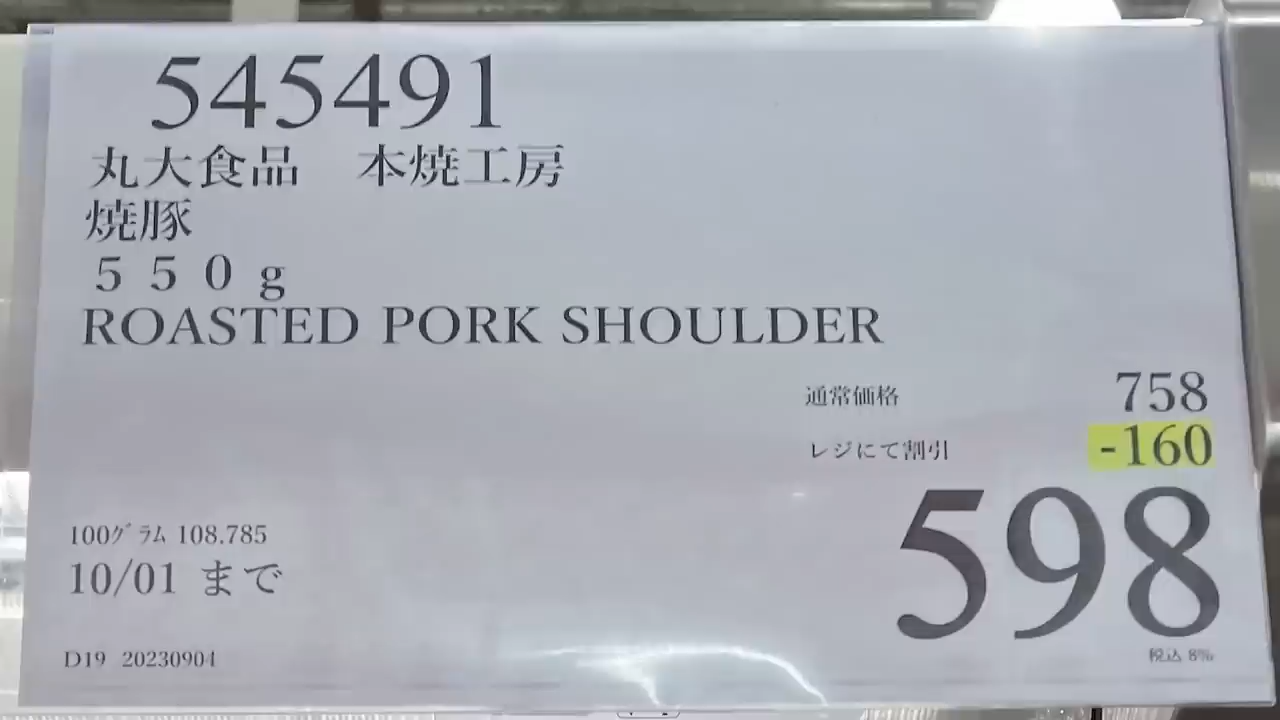 545491
丸大食品　本焼工房
焼豚
５５０ｇ
ROASTED PORK SHOULDER
通常価格 758
レジにて割引 -160
598
税込 8%
100ｸﾞﾗﾑ 108.785
10/01 まで
D19 20230904